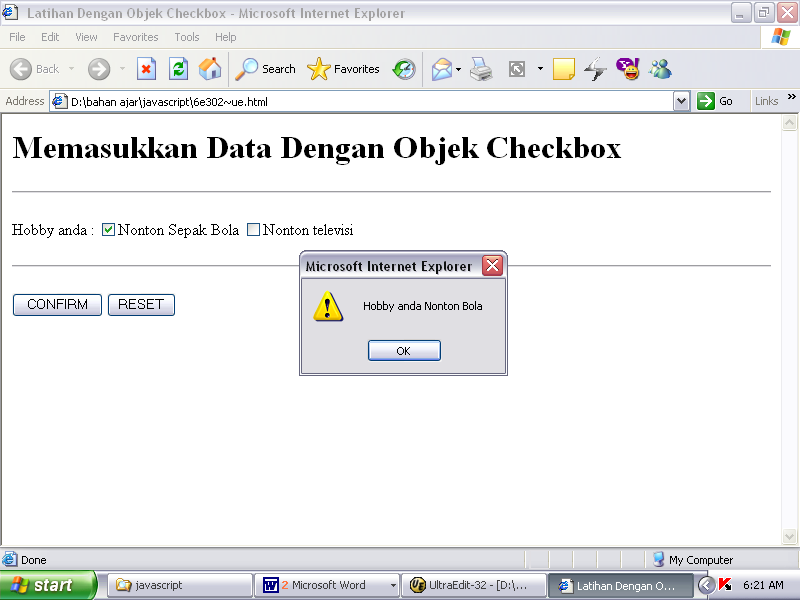 Latihan Dengan Objek Checkbox - Microsoft Internet Explorer
File Edit View Favorites Tools Help
Back Search Favorites
Address D:\bahan ajar\javascript\6e302~ue.html Go Links »
Memasukkan Data Dengan Objek Checkbox
Hobby anda : Nonton Sepak Bola Nonton televisi
Microsoft Internet Explorer
CONFIRM RESET Hobby anda Nonton Bola
OK
Done My Computer
start javascript 2 Microsoft Word UltraEdit-32 - [D:\... Latihan Dengan O... 6:21 AM